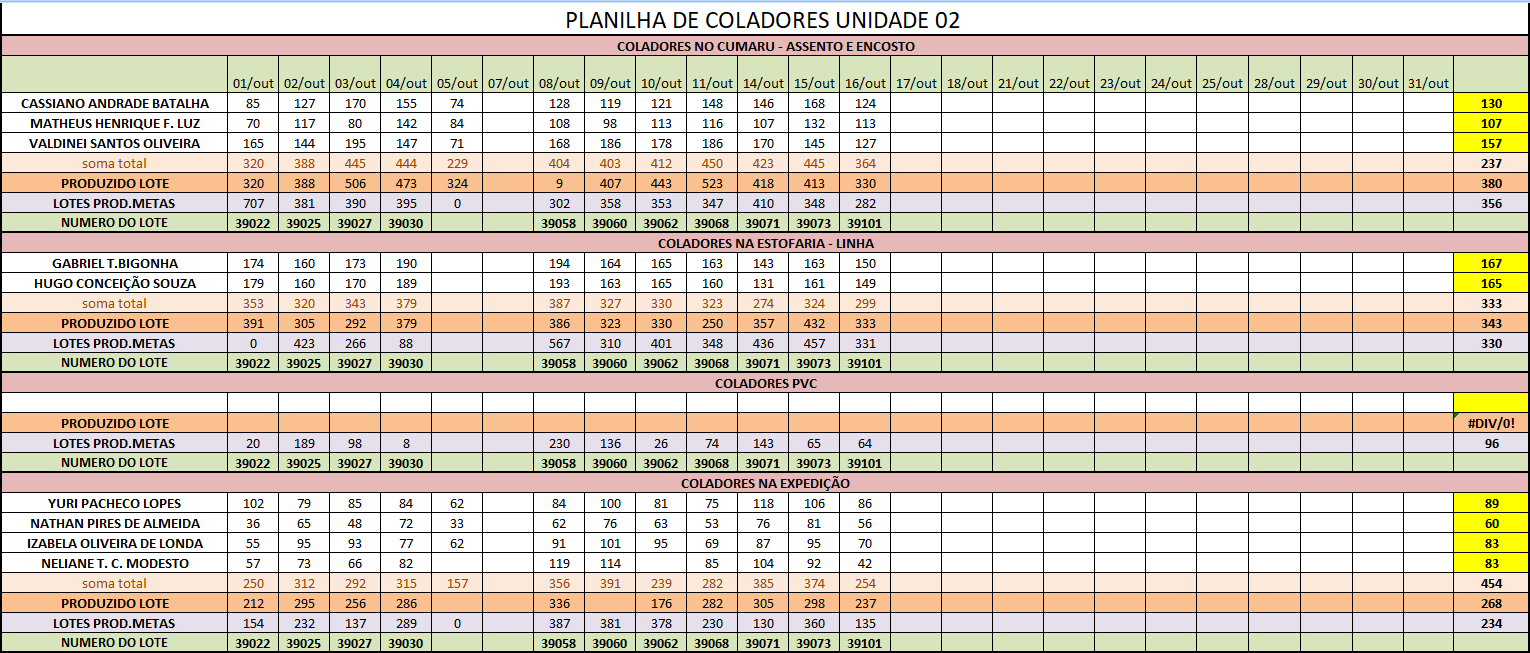 PLANILHA DE COLADORES UNIDADE 02
COLADORES NO CUMARU - ASSENTO E ENCOSTO
01/out 02/out 03/out 04/out 05/out 07/out 08/out 09/out 10/out 11/out 14/out 15/out 16/out 17/out 18/out 21/out 22/out 23/out 24/out 25/out 28/out 29/out 30/out 31/out
CASSIANO ANDRADE BATALHA 85 127 170 155 74 128 119 121 148 146 168 124 130
MATHEUS HENRIQUE F. LUZ 70 117 80 142 84 108 98 113 116 107 132 113 107
VALDINEI SANTOS OLIVEIRA 165 144 195 147 71 168 186 178 186 170 145 127 157
soma total 320 388 445 444 229 404 403 412 450 423 445 364 237
PRODUZIDO LOTE 320 388 506 473 324 9 407 443 523 418 413 330 380
LOTES PROD.METAS 707 381 390 395 0 302 358 353 347 410 348 282 356
NUMERO DO LOTE 39022 39025 39027 39030 39058 39060 39062 39068 39071 39073 39101
COLADORES NA ESTOFARIA - LINHA
GABRIEL T.BIGONHA 174 160 173 190 194 164 165 163 143 163 150 167
HUGO CONCEIÇÃO SOUZA 179 160 170 189 193 163 165 160 131 161 149 165
soma total 353 320 343 379 387 327 330 323 274 324 299 333
PRODUZIDO LOTE 391 305 292 379 386 323 330 250 357 432 333 343
LOTES PROD.METAS 0 423 266 88 567 310 401 348 436 457 331 330
NUMERO DO LOTE 39022 39025 39027 39030 39058 39060 39062 39068 39071 39073 39101
COLADORES PVC
PRODUZIDO LOTE #DIV/0!
LOTES PROD.METAS 20 189 98 8 230 136 26 74 143 65 64 96
NUMERO DO LOTE 39022 39025 39027 39030 39058 39060 39062 39068 39071 39073 39101
COLADORES NA EXPEDIÇÃO
YURI PACHECO LOPES 102 79 85 84 62 84 100 81 75 118 106 86 89
NATHAN PIRES DE ALMEIDA 36 65 48 72 33 62 76 63 53 76 81 56 60
IZABELA OLIVEIRA DE LONDA 55 95 93 77 62 91 101 95 69 87 95 70 83
NELIANE T. C. MODESTO 57 73 66 82 119 114 85 104 92 42 83
soma total 250 312 292 315 157 356 391 239 282 385 374 254 454
PRODUZIDO LOTE 212 295 256 286 336 176 282 305 298 237 268
LOTES PROD.METAS 154 232 137 289 0 387 381 378 230 130 360 135 234
NUMERO DO LOTE 39022 39025 39027 39030 39058 39060 39062 39068 39071 39073 39101